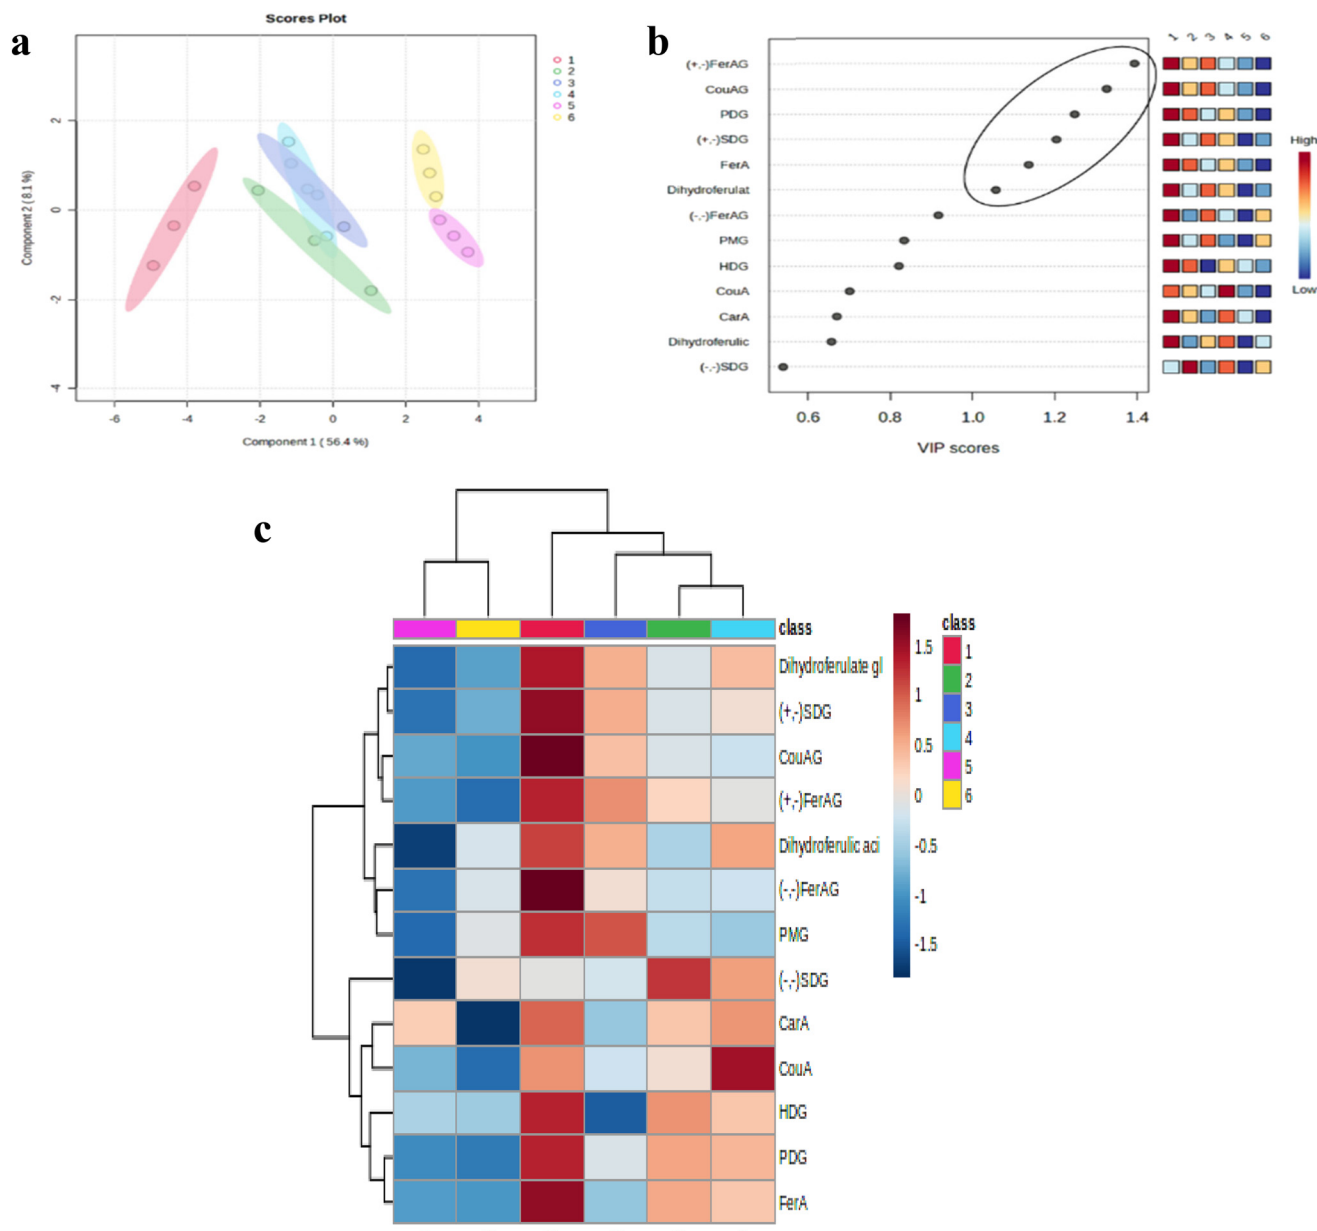 a
Scores Plot
Component 2 ( 8.1 %)
2
0
-2
-4
-6
-4
-2
0
2
4
Component 1 ( 56.4 %)
1
2
3
4
5
6
b
1 2 3 4 5 6
(+,-)FerAG
CouAG
PDG
(+,-)SDG
FerA
Dihydroferulat
(-,-)FerAG
PMG
HDG
CouA
CarA
Dihydroferulic
(-,-)SDG
0.6
0.8
1.0
1.2
1.4
VIP scores
High
Low
c
class
Dihydroferulate gl
(+,-)SDG
CouAG
(+,-)FerAG
Dihydroferulic aci
(-,-)FerAG
PMG
(-,-)SDG
CarA
CouA
HDG
PDG
FerA
1.5
1
0.5
0
-0.5
-1
-1.5
class
1
2
3
4
5
6